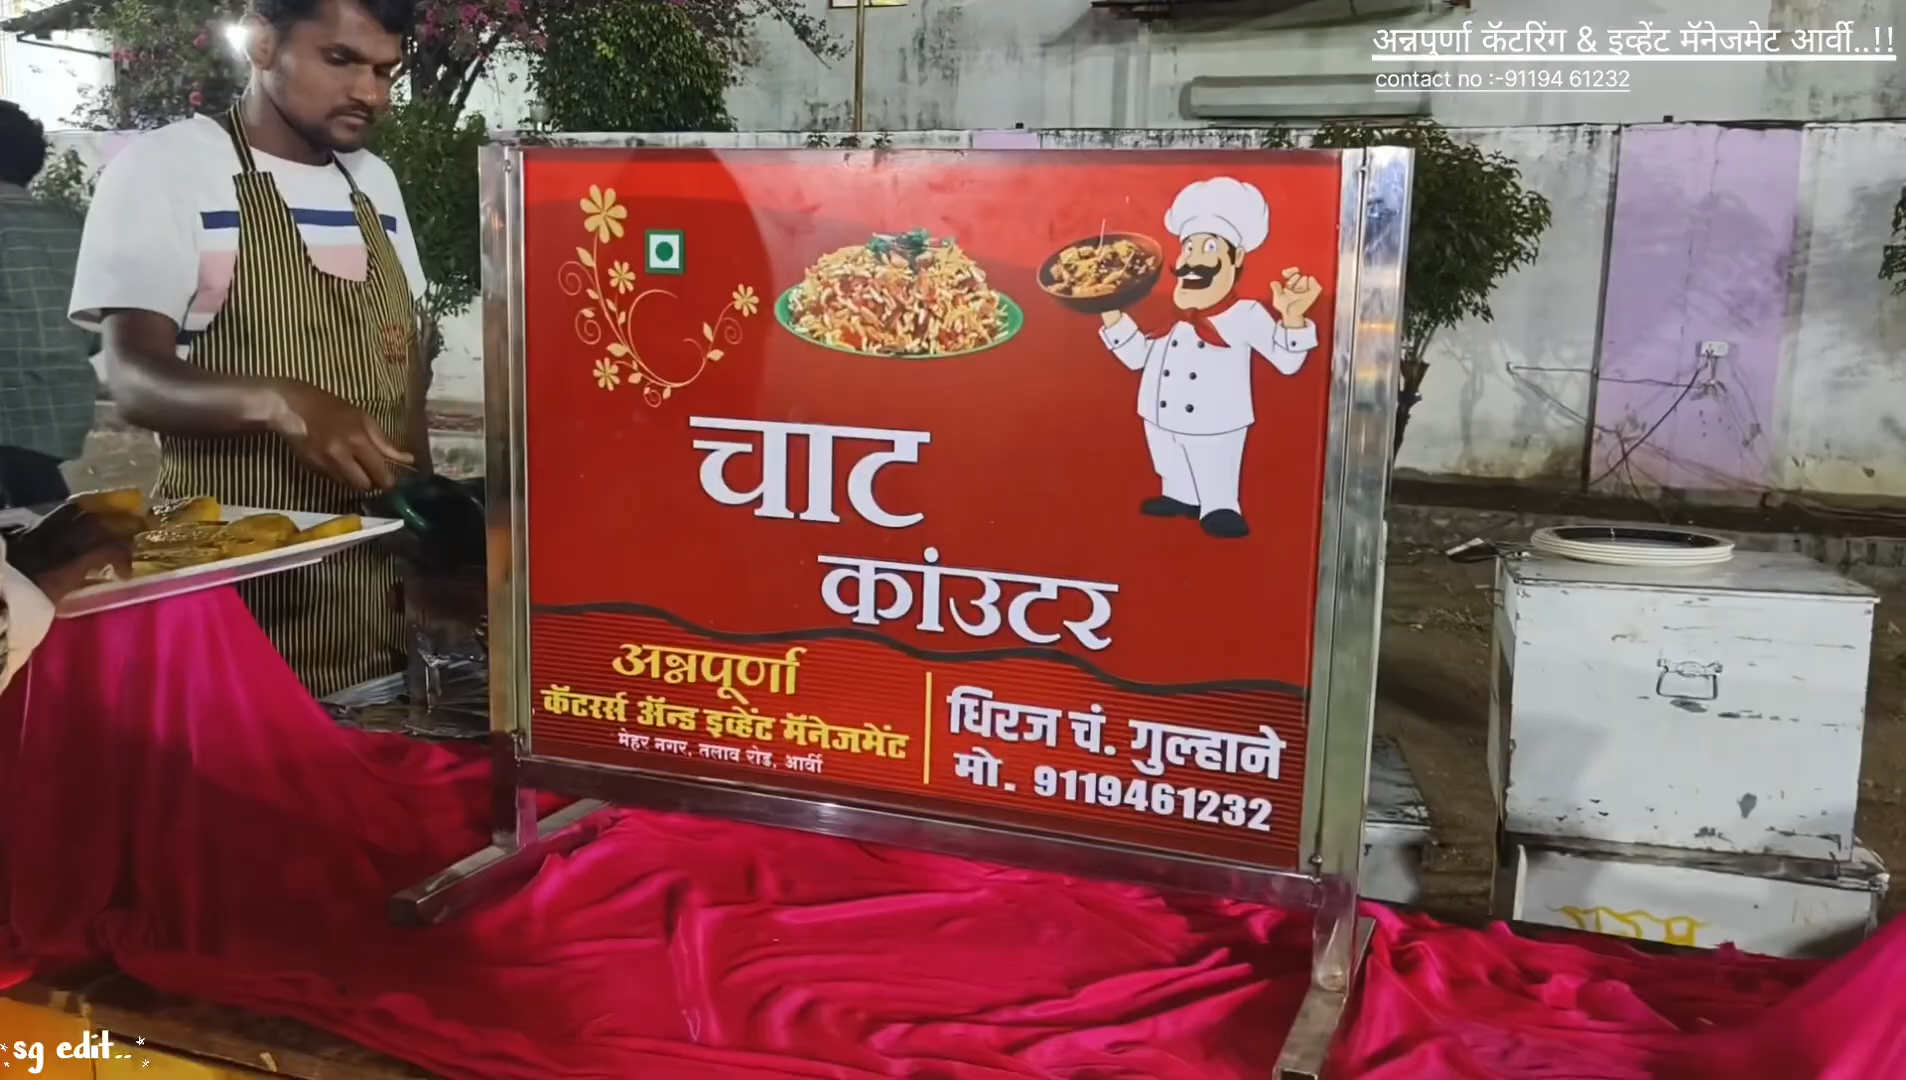 अन्नपूर्णा कॅटरिंग & इव्हेंट मॅनेजमेट आर्वी..!!
contact no :-91194 61232
चाट
कांउटर
अन्नपूर्णा
कॅटरर्स ॲन्ड इव्हेंट मॅनेजमेंट
मेहर नगर, तलाव रोड, आर्वी
धिरज चं. गुल्हाने
मो. 9119461232
sg edit..